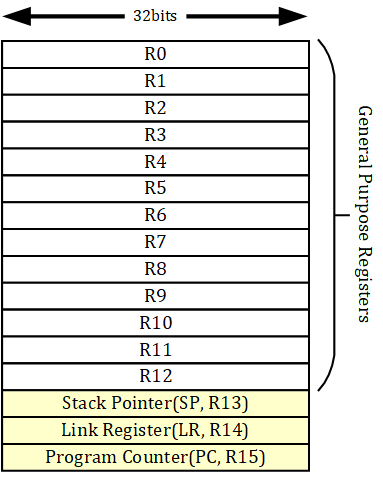 32bits
R0
R1
R2
R3
R4
R5
R6
R7
R8
R9
R10
R11
R12
Stack Pointer(SP, R13)
Link Register(LR, R14)
Program Counter(PC, R15)
General Purpose Registers